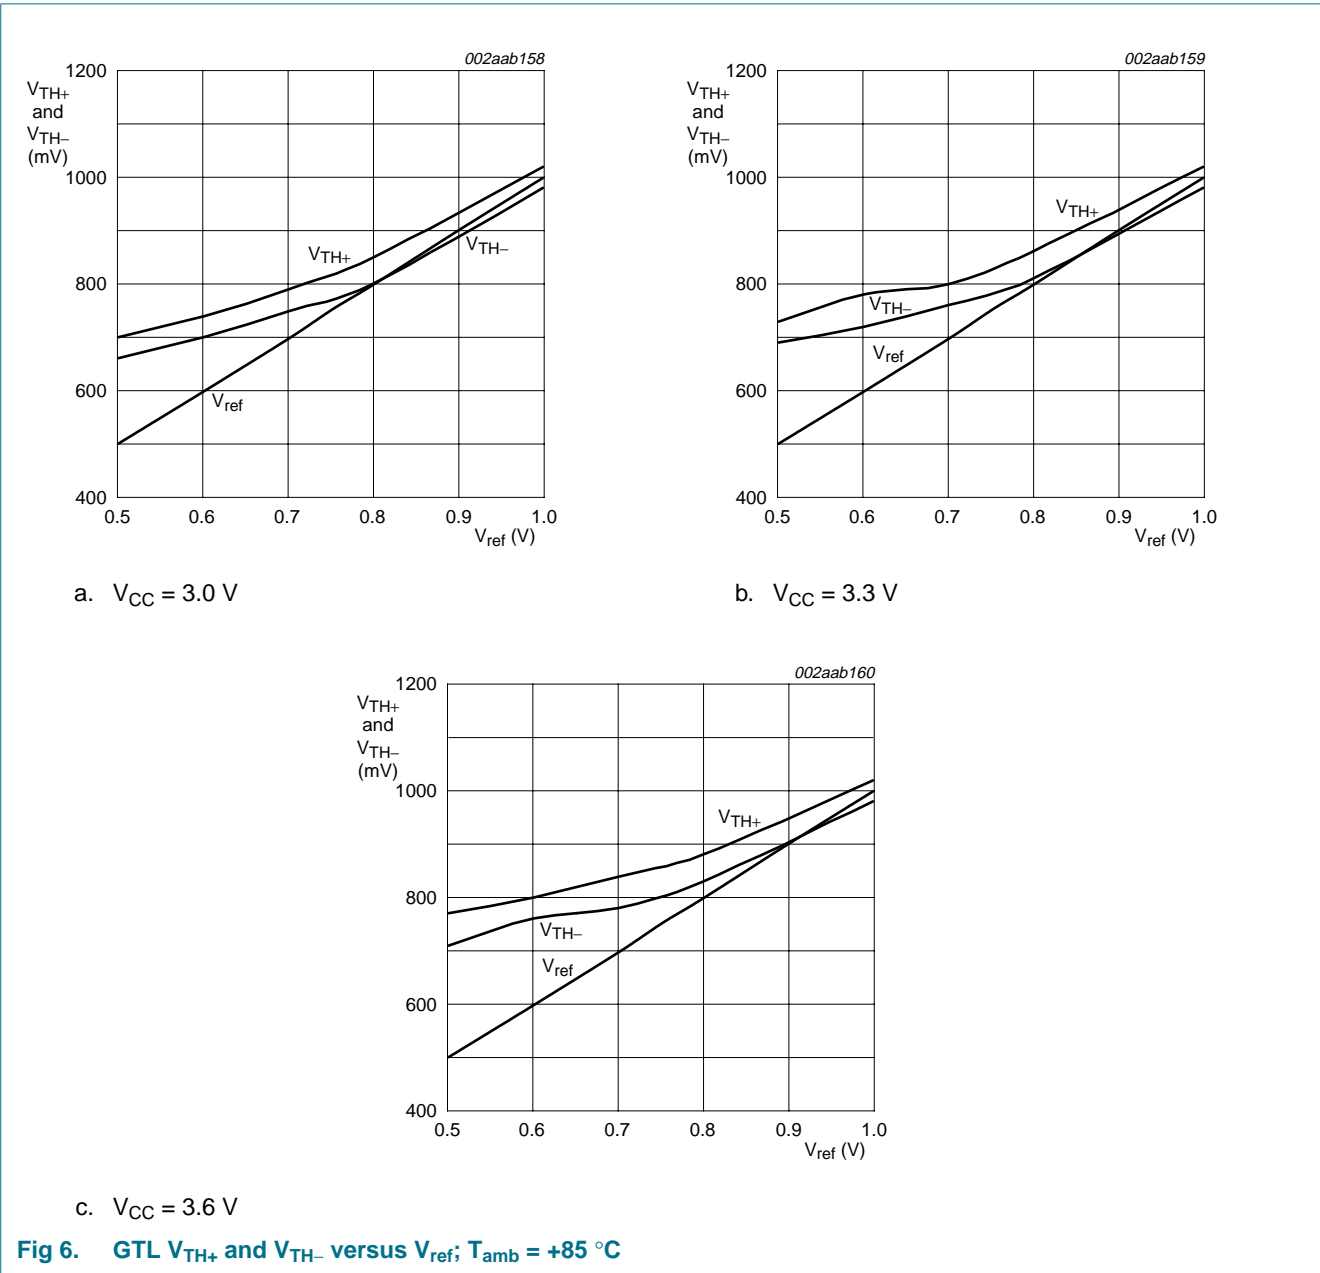 002aab158
1200
VTH+
and
VTH−
(mV)
1000
800
600
400
VTH+
VTH−
Vref
0.5 0.6 0.7 0.8 0.9 1.0
Vref (V)
a. VCC = 3.0 V
002aab159
1200
VTH+
and
VTH−
(mV)
1000
800
600
400
VTH+
VTH−
Vref
0.5 0.6 0.7 0.8 0.9 1.0
Vref (V)
b. VCC = 3.3 V
002aab160
1200
VTH+
and
VTH−
(mV)
1000
800
600
400
VTH+
VTH−
Vref
0.5 0.6 0.7 0.8 0.9 1.0
Vref (V)
c. VCC = 3.6 V
Fig 6. GTL VTH+ and VTH− versus Vref; Tamb = +85 °C